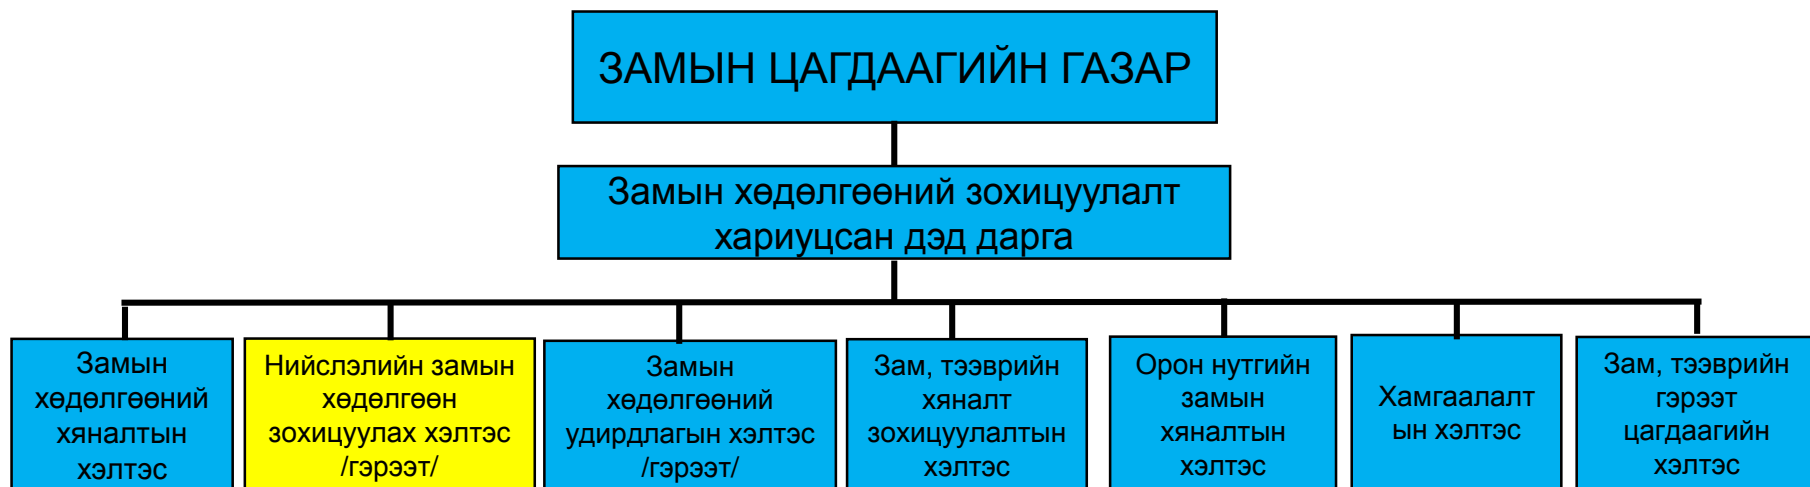 ЗАМЫН ЦАГДААГИЙН ГАЗАР
Замын хөдөлгөөний зохицуулалт
хариуцсан дэд дарга
Замын
хөдөлгөөний
хяналтын
хэлтэс
Нийслэлийн замын
хөдөлгөөн
зохицуулах хэлтэс
/гэрээт/
Замын
хөдөлгөөний
удирдлагын хэлтэс
/гэрээт/
Зам, тээврийн
хяналт
зохицуулалтын
хэлтэс
Орон нутгийн
замын
хяналтын
хэлтэс
Хамгаалалт
ын хэлтэс
Зам, тээврийн
гэрээт
цагдаагийн
хэлтэс